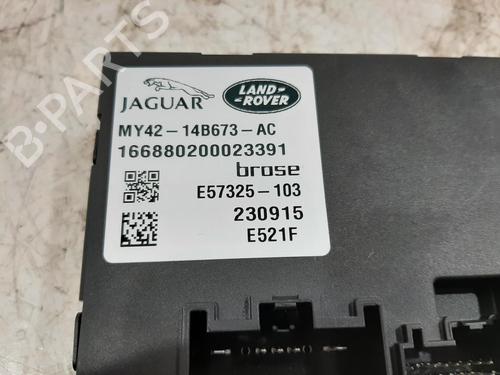 B-PARTS
JAGUAR
LAND-
-ROVER
MY42-14B673-AC
166880200023391
brose
E57325-103
230915
E521F